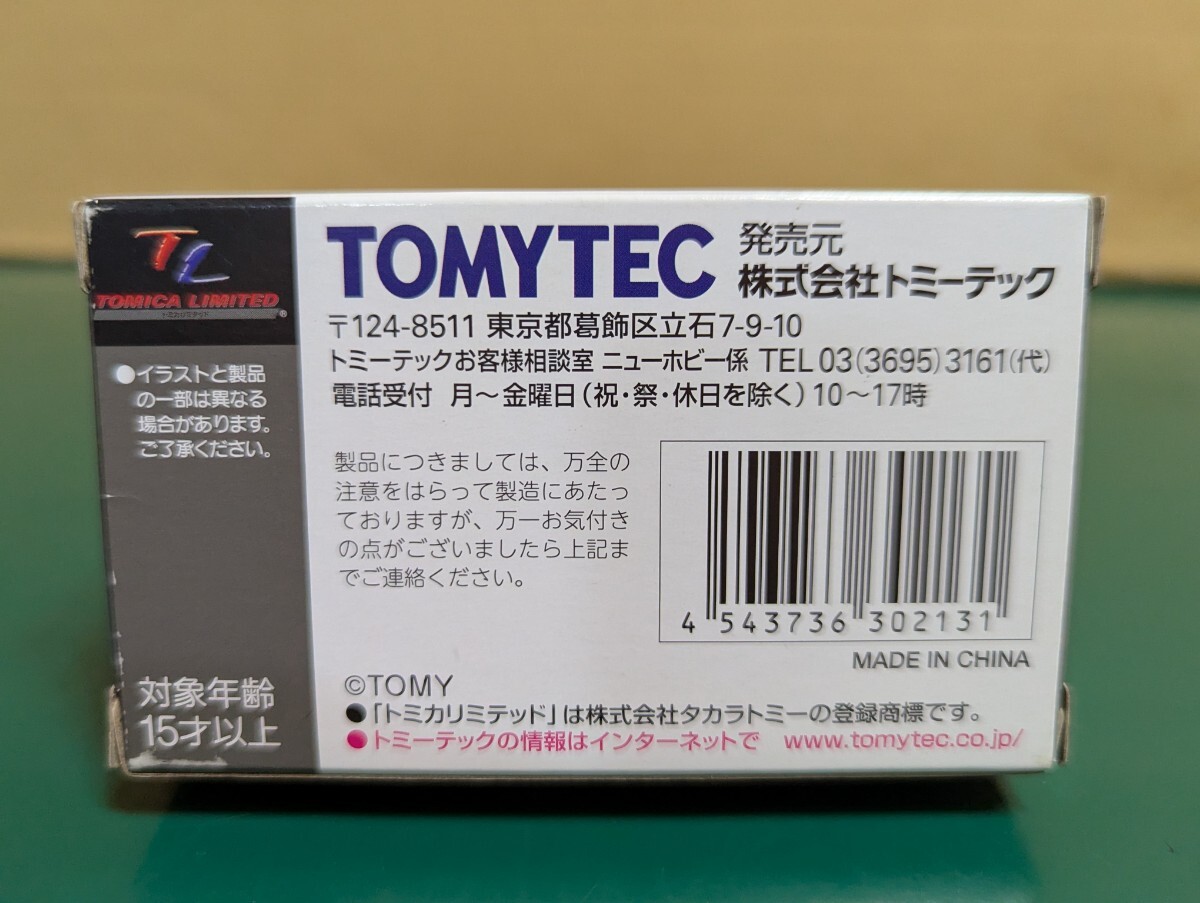 TL
TOMICA LIMITED
トミカリミテッド
®
●イラストと製品
の一部は異なる
場合があります。
ご了承ください。
対象年齢
15才以上
TOMYTEC
発売元
株式会社トミーテック
〒124-8511 東京都葛飾区立石7-9-10
トミーテックお客様相談室 ニューホビー係 TEL 03(3695)3161(代)
電話受付 月～金曜日(祝・祭・休日を除く)10～17時
製品につきましては、万全の
注意をはらって製造にあたっ
ておりますが、万一お気付き
の点がございましたら上記ま
でご連絡ください。
4 543736 302131
MADE IN CHINA
©TOMY
●「トミカリミテッド」は株式会社タカラトミーの登録商標です。
●トミーテックの情報はインターネットで www.tomytec.co.jp/